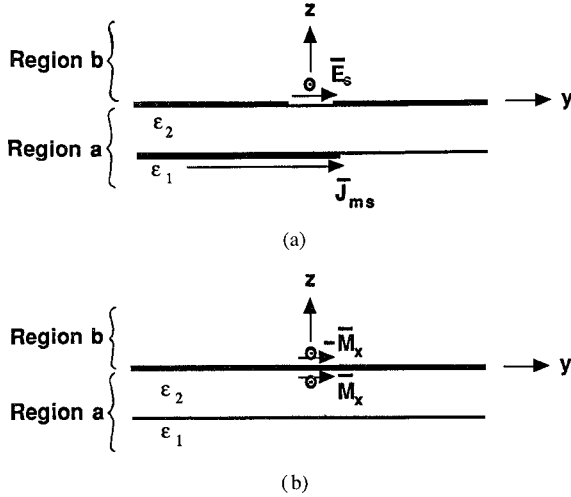 z
Region b
E̅s
y
ε2
Region a
ε1
J̅ms
(a)
z
Region b
-M̅x
y
M̅x
ε2
Region a
ε1
(b)